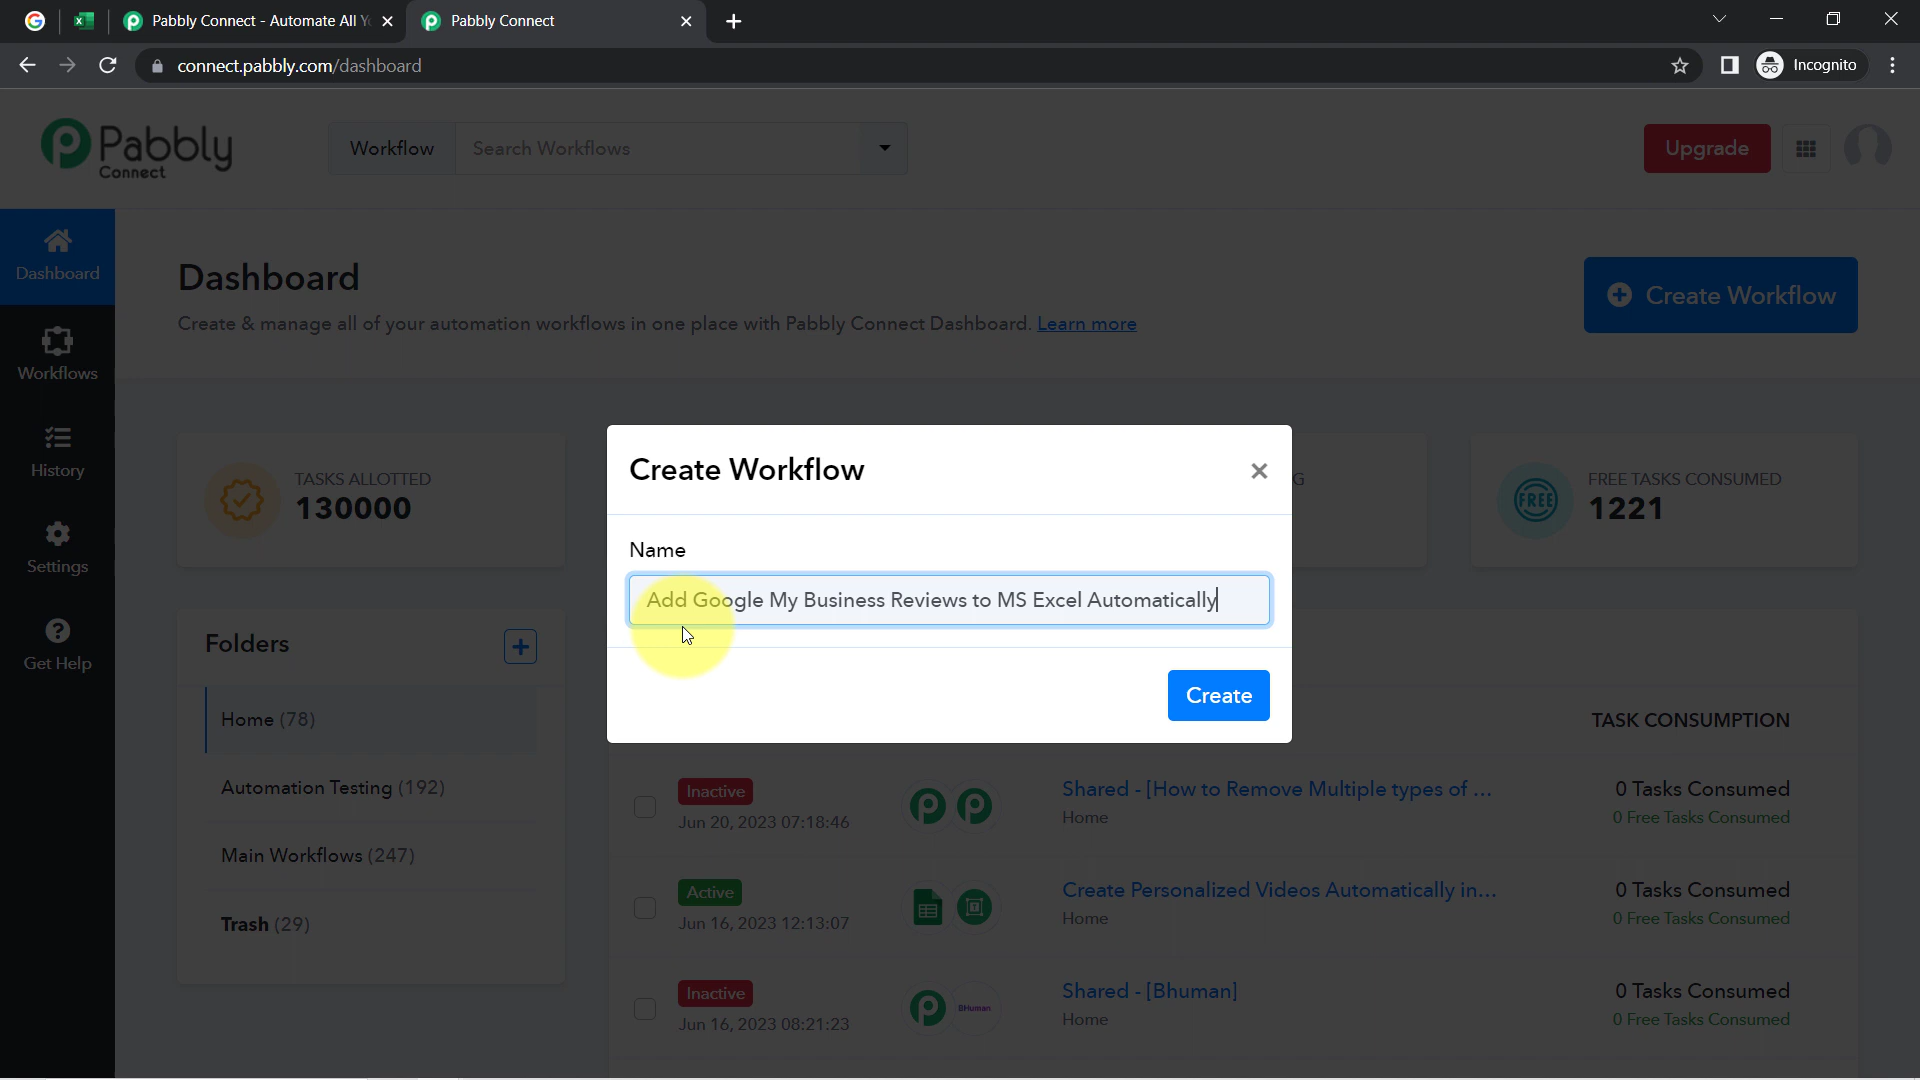 Pabbly Connect - Automate All Y
Pabbly Connect
connect.pabbly.com/dashboard
Incognito
Pabbly
Connect
Workflow
Search Workflows
Upgrade
Dashboard
Workflows
History
Settings
Get Help
Dashboard
Create & manage all of your automation workflows in one place with Pabbly Connect Dashboard. Learn more
Create Workflow
TASKS ALLOTTED
130000
G
FREE
FREE TASKS CONSUMED
1221
Create Workflow
Name
Add Google My Business Reviews to MS Excel Automatically
Create
Folders
Home (78)
Automation Testing (192)
Main Workflows (247)
Trash (29)
TASK CONSUMPTION
Inactive
Jun 20, 2023 07:18:46
Shared - [How to Remove Multiple types of ...
Home
0 Tasks Consumed
0 Free Tasks Consumed
Active
Jun 16, 2023 12:13:07
Create Personalized Videos Automatically in...
Home
0 Tasks Consumed
0 Free Tasks Consumed
Inactive
Jun 16, 2023 08:21:23
BHuman
Shared - [Bhuman]
Home
0 Tasks Consumed
0 Free Tasks Consumed